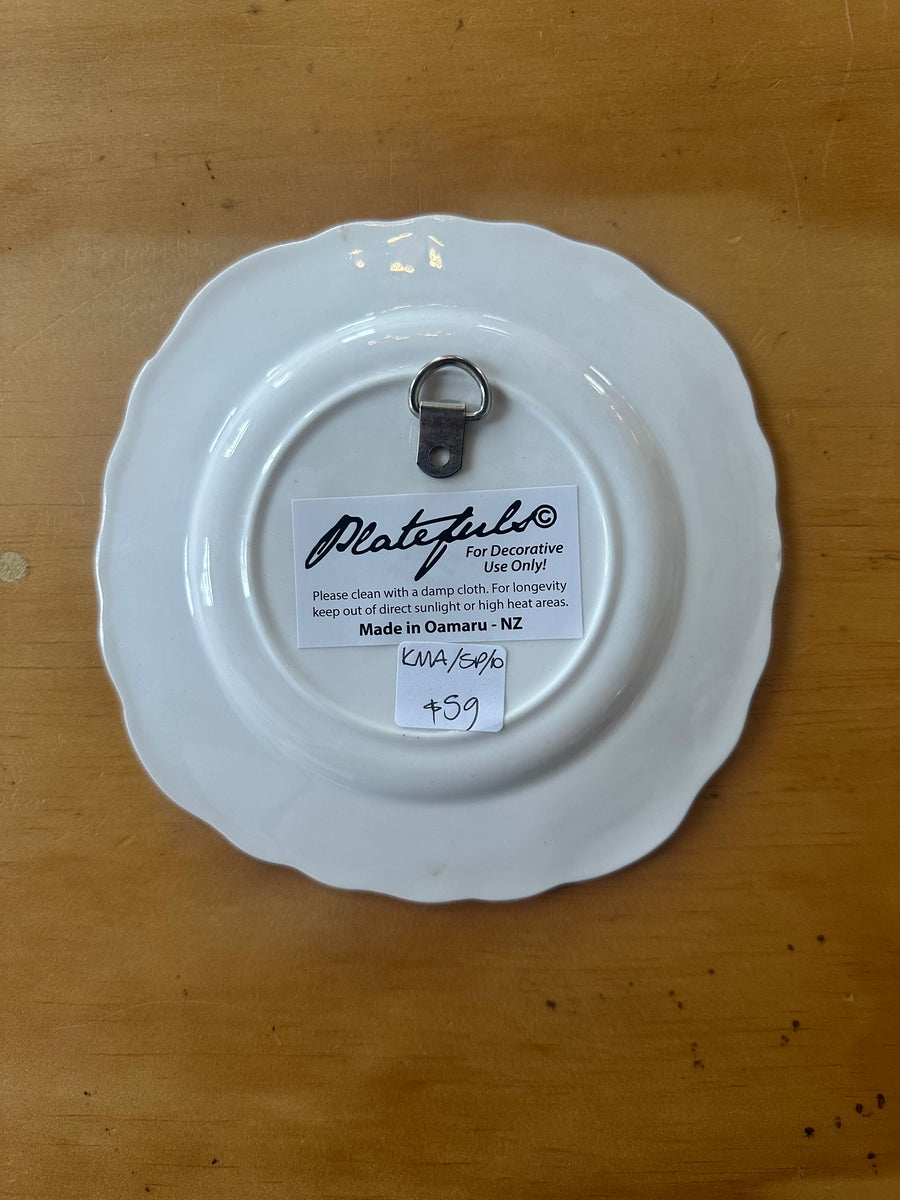 Platefuls©
For Decorative
Use Only!
Please clean with a damp cloth. For longevity
keep out of direct sunlight or high heat areas.
Made in Oamaru - NZ
KMA/SP/10
$59